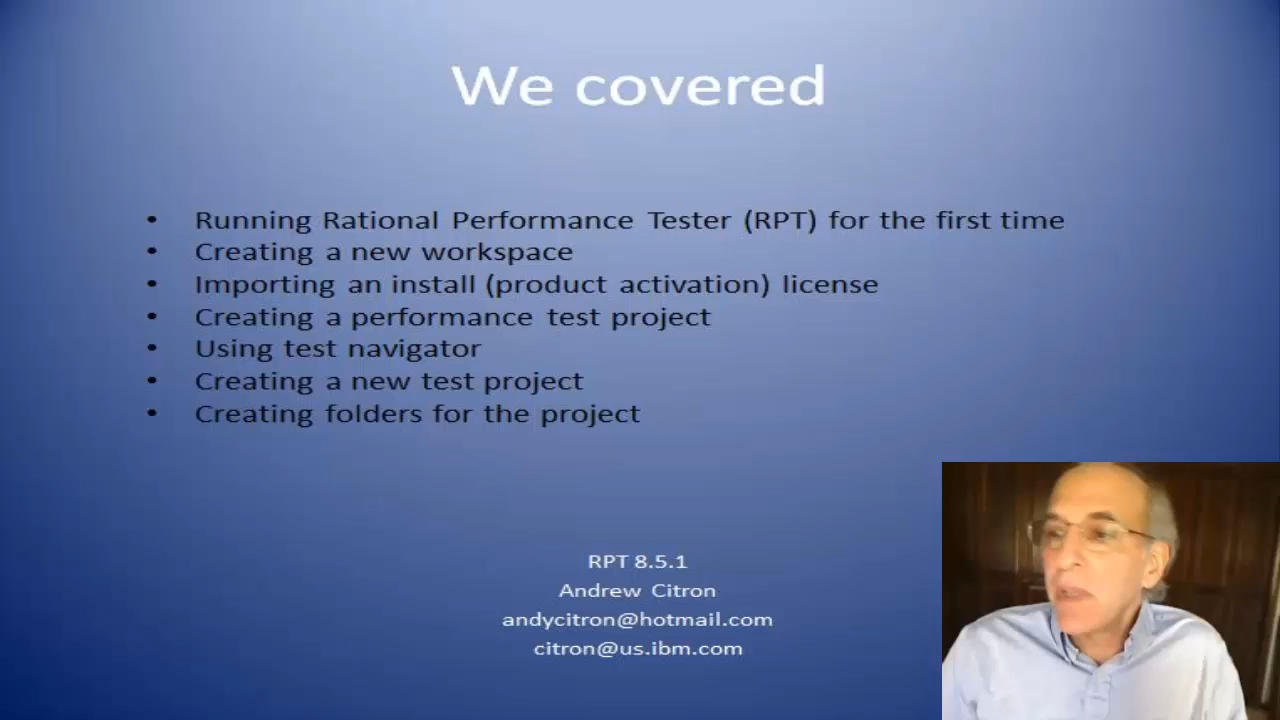 We covered
• Running Rational Performance Tester (RPT) for the first time
• Creating a new workspace
• Importing an install (product activation) license
• Creating a performance test project
• Using test navigator
• Creating a new test project
• Creating folders for the project
RPT 8.5.1
Andrew Citron
andycitron@hotmail.com
citron@us.ibm.com